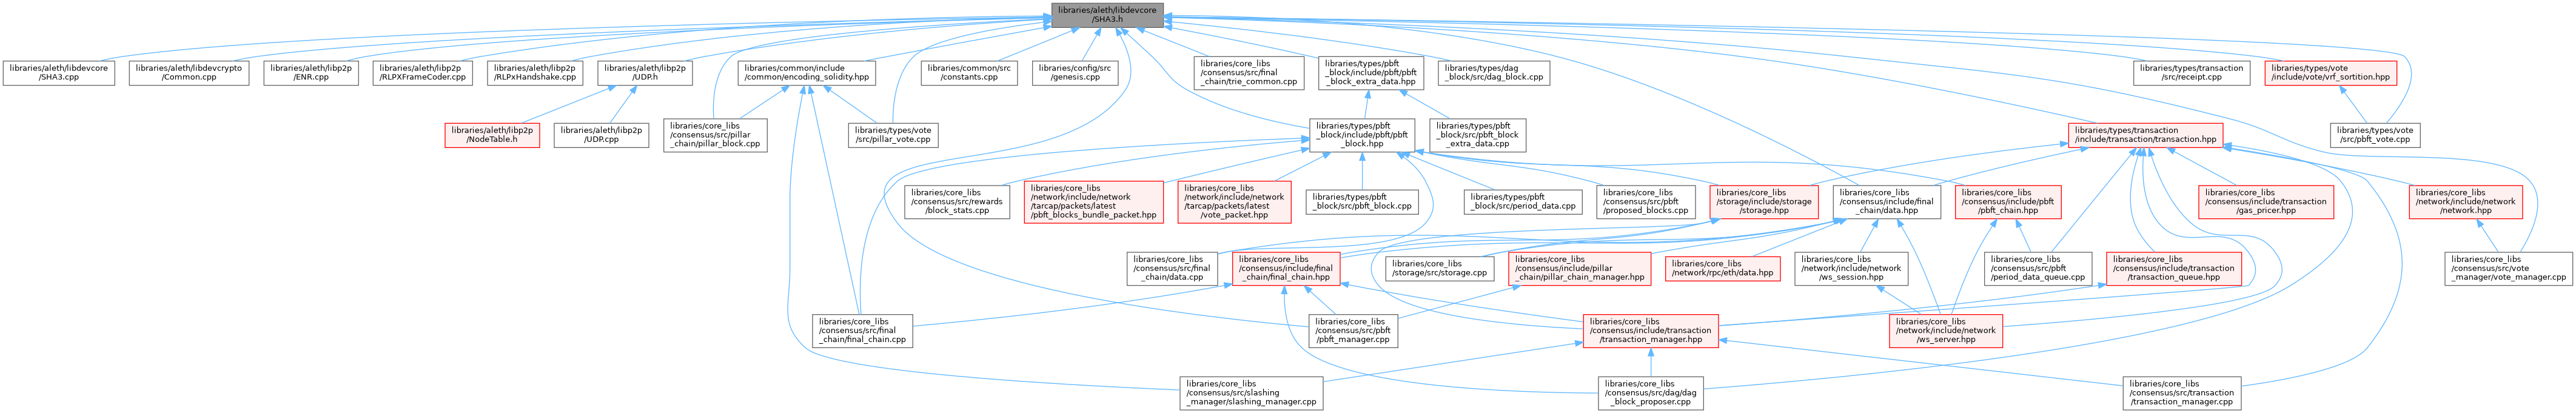 libraries/aleth/libdevcore
/SHA3.h
libraries/aleth/libdevcore
/SHA3.cpp
libraries/aleth/libdevcrypto
/Common.cpp
libraries/aleth/libp2p
/ENR.cpp
libraries/aleth/libp2p
/RLPXFrameCoder.cpp
libraries/aleth/libp2p
/RLPxHandshake.cpp
libraries/aleth/libp2p
/UDP.h
libraries/common/include
/common/encoding_solidity.hpp
libraries/common/src
/constants.cpp
libraries/config/src
/genesis.cpp
libraries/core_libs
/consensus/src/final
_chain/trie_common.cpp
libraries/types/pbft
_block/include/pbft/pbft
_block_extra_data.hpp
libraries/types/dag
_block/src/dag_block.cpp
libraries/types/transaction
/src/receipt.cpp
libraries/types/vote
/include/vote/vrf_sortition.hpp
libraries/aleth/libp2p
/NodeTable.h
libraries/aleth/libp2p
/UDP.cpp
libraries/core_libs
/consensus/src/pillar
_chain/pillar_block.cpp
libraries/types/vote
/src/pillar_vote.cpp
libraries/types/pbft
_block/include/pbft/pbft
_block.hpp
libraries/types/pbft
_block/src/pbft_block
_extra_data.cpp
libraries/types/transaction
/include/transaction/transaction.hpp
libraries/types/vote
/src/pbft_vote.cpp
libraries/core_libs
/consensus/src/rewards
/block_stats.cpp
libraries/core_libs
/network/include/network
/tarcap/packets/latest
/pbft_blocks_bundle_packet.hpp
libraries/core_libs
/network/include/network
/tarcap/packets/latest
/vote_packet.hpp
libraries/types/pbft
_block/src/pbft_block.cpp
libraries/types/pbft
_block/src/period_data.cpp
libraries/core_libs
/consensus/src/pbft
/proposed_blocks.cpp
libraries/core_libs
/storage/include/storage
/storage.hpp
libraries/core_libs
/consensus/include/final
_chain/data.hpp
libraries/core_libs
/consensus/include/pbft
/pbft_chain.hpp
libraries/core_libs
/consensus/include/transaction
/gas_pricer.hpp
libraries/core_libs
/network/include/network
/network.hpp
libraries/core_libs
/consensus/src/final
_chain/data.cpp
libraries/core_libs
/consensus/include/final
_chain/final_chain.hpp
libraries/core_libs
/storage/src/storage.cpp
libraries/core_libs
/consensus/include/pillar
_chain/pillar_chain_manager.hpp
libraries/core_libs
/network/rpc/eth/data.hpp
libraries/core_libs
/network/include/network
/ws_session.hpp
libraries/core_libs
/consensus/src/pbft
/period_data_queue.cpp
libraries/core_libs
/consensus/include/transaction
/transaction_queue.hpp
libraries/core_libs
/consensus/src/vote
_manager/vote_manager.cpp
libraries/core_libs
/consensus/src/final
_chain/final_chain.cpp
libraries/core_libs
/consensus/src/pbft
/pbft_manager.cpp
libraries/core_libs
/consensus/include/transaction
/transaction_manager.hpp
libraries/core_libs
/network/include/network
/ws_server.hpp
libraries/core_libs
/consensus/src/slashing
_manager/slashing_manager.cpp
libraries/core_libs
/consensus/src/dag/dag
_block_proposer.cpp
libraries/core_libs
/consensus/src/transaction
/transaction_manager.cpp